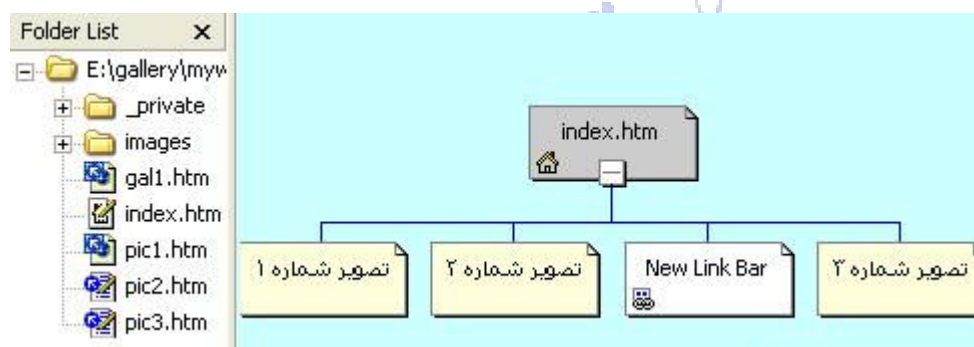 Folder List
E:\gallery\myw
_private
images
gal1.htm
index.htm
pic1.htm
pic2.htm
pic3.htm
index.htm
تصویر شماره ۱
تصویر شماره ۲
New Link Bar
تصویر شماره ۳